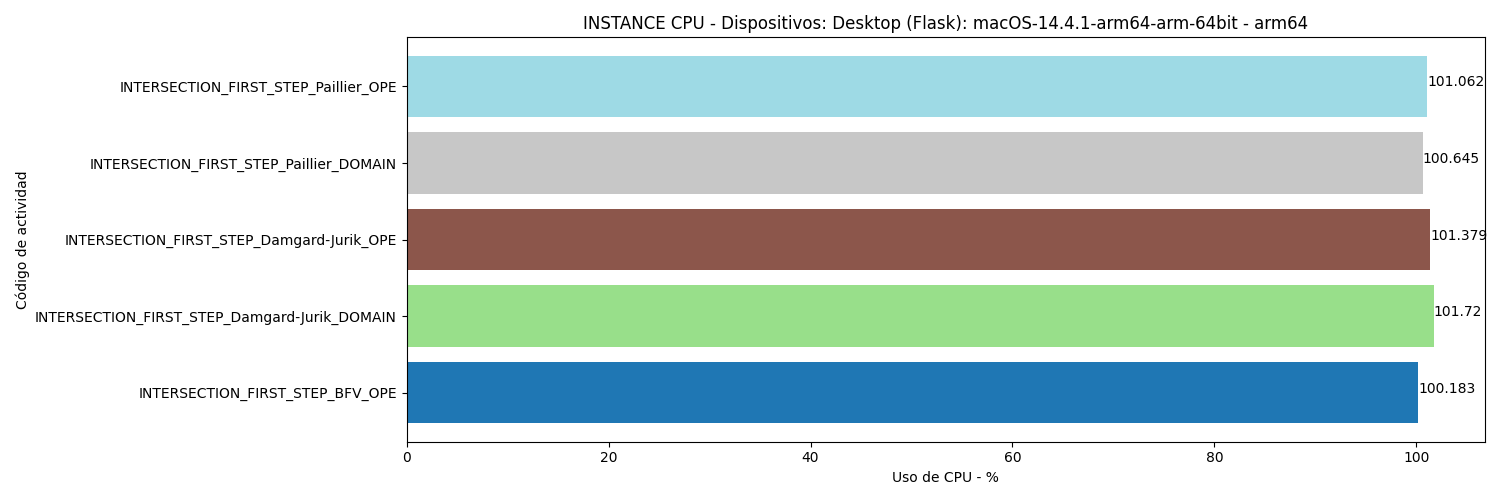 INSTANCE CPU - Dispositivos: Desktop (Flask): macOS-14.4.1-arm64-arm-64bit - arm64
Código de actividad
INTERSECTION_FIRST_STEP_Paillier_OPE
101.062
INTERSECTION_FIRST_STEP_Paillier_DOMAIN
100.645
INTERSECTION_FIRST_STEP_Damgard-Jurik_OPE
101.379
INTERSECTION_FIRST_STEP_Damgard-Jurik_DOMAIN
101.72
INTERSECTION_FIRST_STEP_BFV_OPE
100.183
0 20 40 60 80 100
Uso de CPU - %